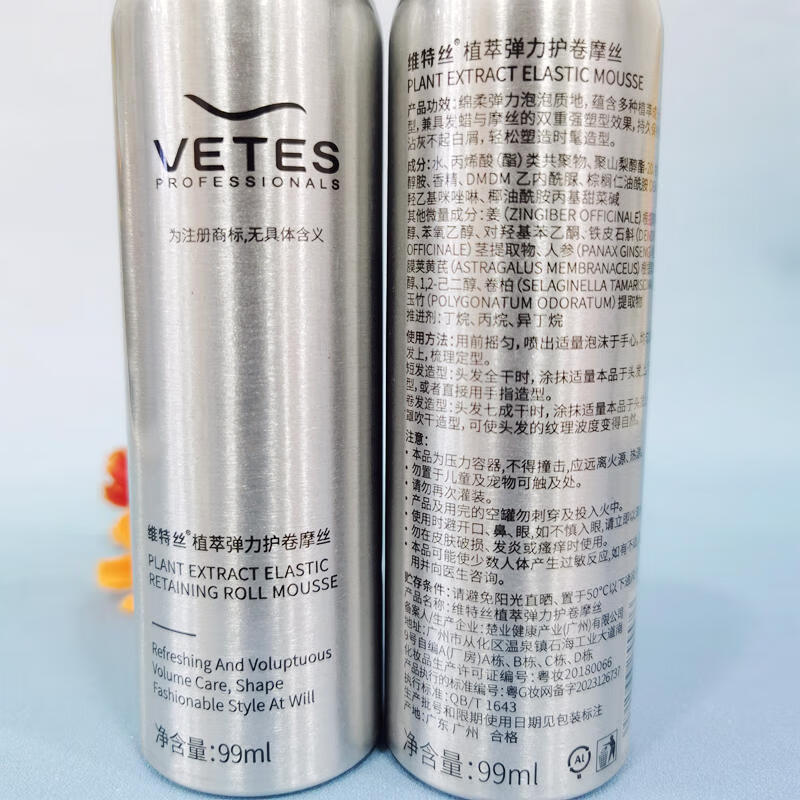 VETES
PROFESSIONALS
为注册商标,无具体含义
维特丝®植萃弹力护卷摩丝
PLANT EXTRACT ELASTIC
RETAINING ROLL MOUSSE
Refreshing And Voluptuous
Volume Care, Shape
Fashionable Style At Will
净含量:99ml
维特丝®植萃弹力护卷摩丝
PLANT EXTRACT ELASTIC MOUSSE
产品功效:绵柔弹力泡泡质地,蕴含多种植萃
型,兼具发蜡与摩丝的双重强塑型效果,持久
沾灰不起白屑,轻松塑造时髦造型。
成分:水、丙烯酸(酯)类共聚物、聚山梨醇酯-20、
醇胺、香精、DMDM 乙内酰脲、棕榈仁油酰胺
羟乙基咪唑啉、椰油酰胺丙基甜菜碱
其他微量成分:姜(ZINGIBER OFFICINALE)
醇、苯氧乙醇、对羟基苯乙酮、铁皮石斛(DEN
OFFICINALE)茎提取物、人参(PANAX GINSENG)
膜荚黄芪(ASTRAGALUS MEMBRANACEUS)
醇、1,2-己二醇、卷柏(SELAGINELLA TAMARISCINA)
玉竹(POLYGONATUM ODORATUM)提取物
推进剂:丁烷、丙烷、异丁烷
使用方法:用前摇匀,喷出适量泡沫于手心,
发上,梳理定型。
短发造型:头发全干时,涂抹适量本品于头发上
型,或者直接用手指造型。
卷发造型:头发七成干时,涂抹适量本品于头
罩吹干造型,可使头发的纹理波度变得自然。
注意:
·本品为压力容器,不得撞击,应远离火源、热源
·勿置于儿童及宠物可触及处。
·请勿再次灌装。
·产品及用完的空罐勿刺穿及投入火中。
·使用时避开口、鼻、眼,如不慎入眼,请立即以
·勿在皮肤破损、发炎或瘙痒时使用。
·本品可能使少数人体产生过敏反应,如有不适
用并向医生咨询。
贮存条件:请避免阳光直晒、置于50°C以下通风
产品名称:维特丝植萃弹力护卷摩丝
备案人/生产企业:楚业健康产业(广州)有限公司
地址:广州市从化区温泉镇石海工业大道南
9号自编A(厂房)A栋、B栋、C栋、D栋
化妆品生产许可证编号:粤妆20180066
产品执行的标准编号:粤G妆网备字2023126737
执行标准:QB/T 1643
生产批号和限期使用日期见包装标注
产地:广东 广州 合格
净含量:99ml
AL